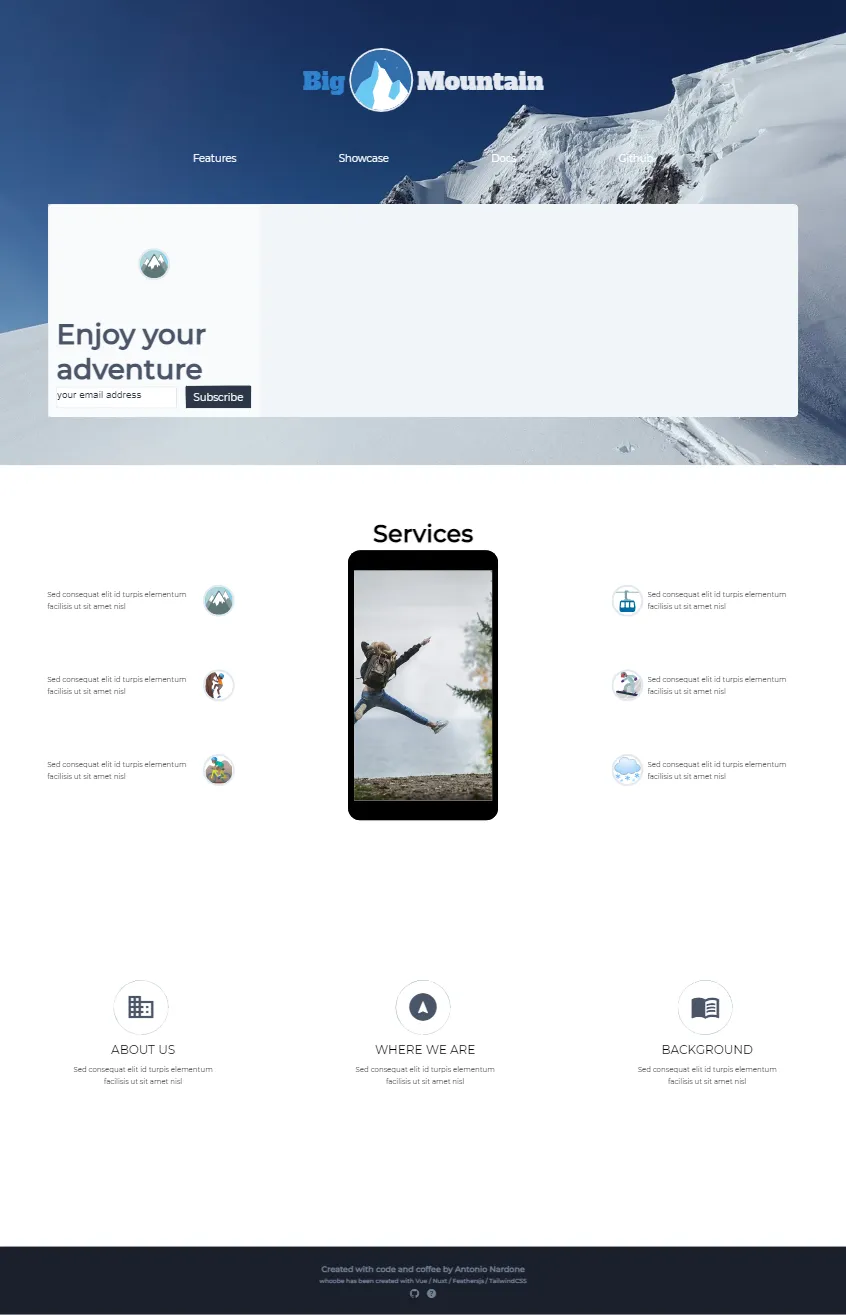 Big Mountain
Features Showcase Docs Github
Enjoy your
adventure
your email address Subscribe
Services
Sed consequat elit id turpis elementum
facilisis ut sit amet nisl
Sed consequat elit id turpis elementum
facilisis ut sit amet nisl
Sed consequat elit id turpis elementum
facilisis ut sit amet nisl
Sed consequat elit id turpis elementum
facilisis ut sit amet nisl
Sed consequat elit id turpis elementum
facilisis ut sit amet nisl
Sed consequat elit id turpis elementum
facilisis ut sit amet nisl
ABOUT US
Sed consequat elit id turpis elementum
facilisis ut sit amet nisl
WHERE WE ARE
Sed consequat elit id turpis elementum
facilisis ut sit amet nisl
BACKGROUND
Sed consequat elit id turpis elementum
facilisis ut sit amet nisl
Created with code and coffee by Antonio Nardone
whoobe has been created with Vue / Nuxt / Feathersjs / TailwindCSS